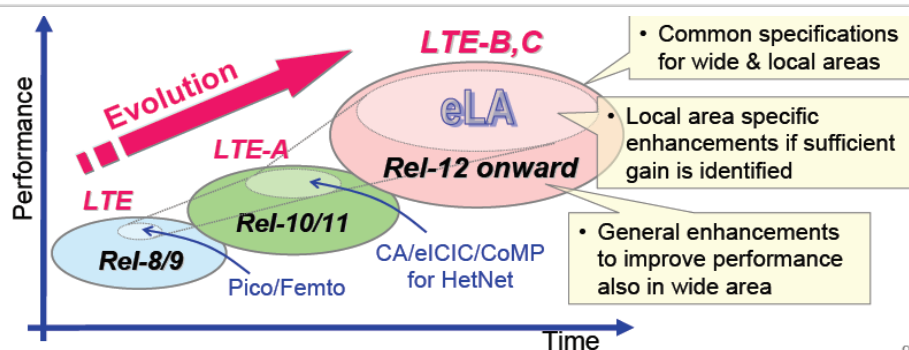 Performance
Evolution
LTE-B,C
eLA
Rel-12 onward
LTE-A
Rel-10/11
LTE
Rel-8/9
Pico/Femto
CA/eICIC/CoMP
for HetNet
• Common specifications
for wide & local areas
• Local area specific
enhancements if sufficient
gain is identified
• General enhancements
to improve performance
also in wide area
Time